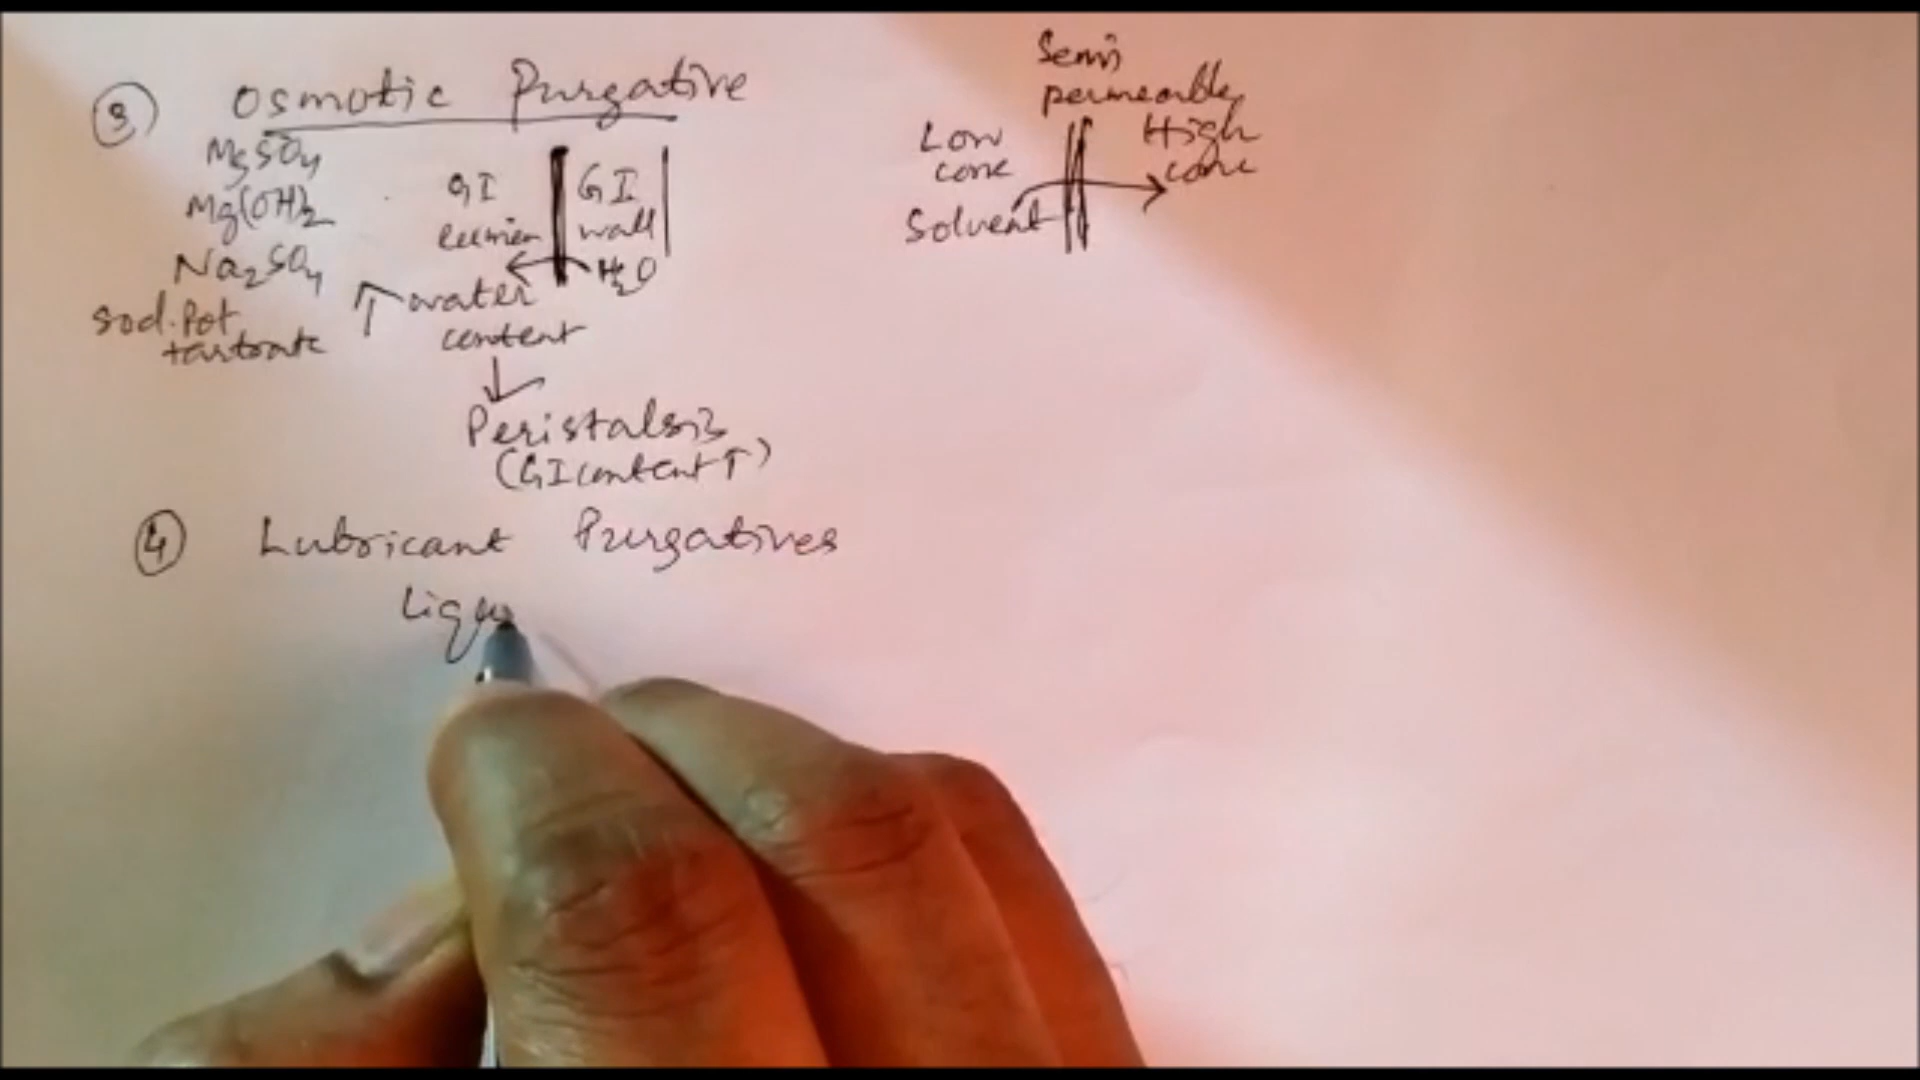 ③ Osmotic Purgative
MgSO4
Mg(OH)2
Na2SO4
Sod. Pot
tartrate
GI
lumen
GI
wall
H2O
↑ water
content
↓
Peristalsis
(GI content ↑)
Semi
permeable
Low
conc
High
conc
Solvent
④ Lubricant Purgatives
Liqu